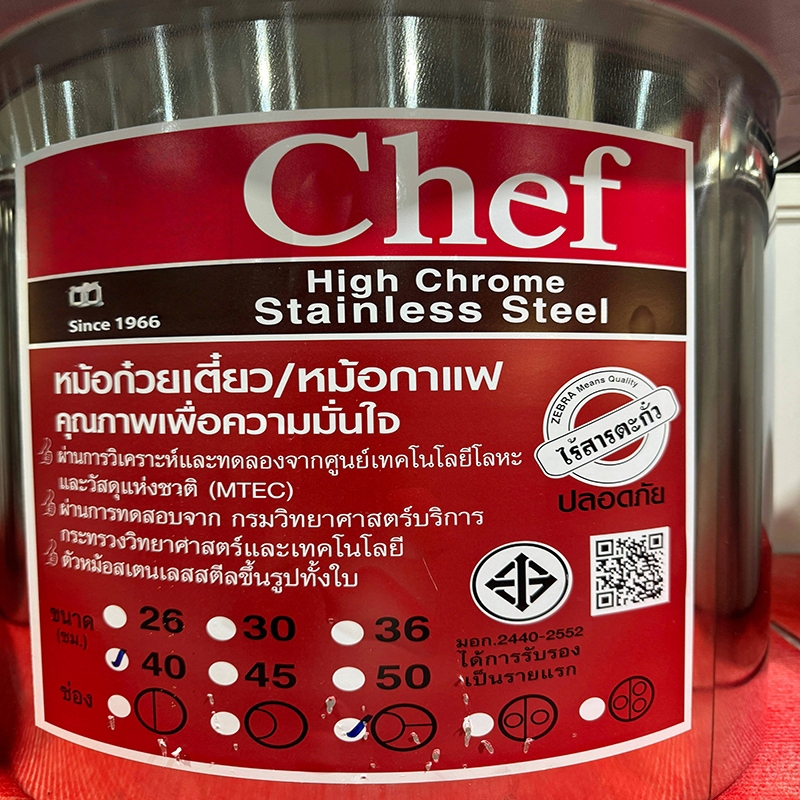 Chef
High Chrome
Stainless Steel
Since 1966
หม้อก๋วยเตี๋ยว/หม้อกาแฟ
คุณภาพเพื่อความมั่นใจ
ผ่านการวิเคราะห์และทดลองจากศูนย์เทคโนโลยีโลหะ
และวัสดุแห่งชาติ (MTEC)
ผ่านการทดสอบจาก กรมวิทยาศาสตร์บริการ
กระทรวงวิทยาศาสตร์และเทคโนโลยี
ตัวหม้อสเตนเลสสตีลขึ้นรูปทั้งใบ
ZEBRA Means Quality
ไร้สารตะกั่ว
ปลอดภัย
มอก.2440-2552
ได้การรับรอง
เป็นรายแรก
ขนาด 26 30 36
(ซม.) 40 45 50
ช่อง